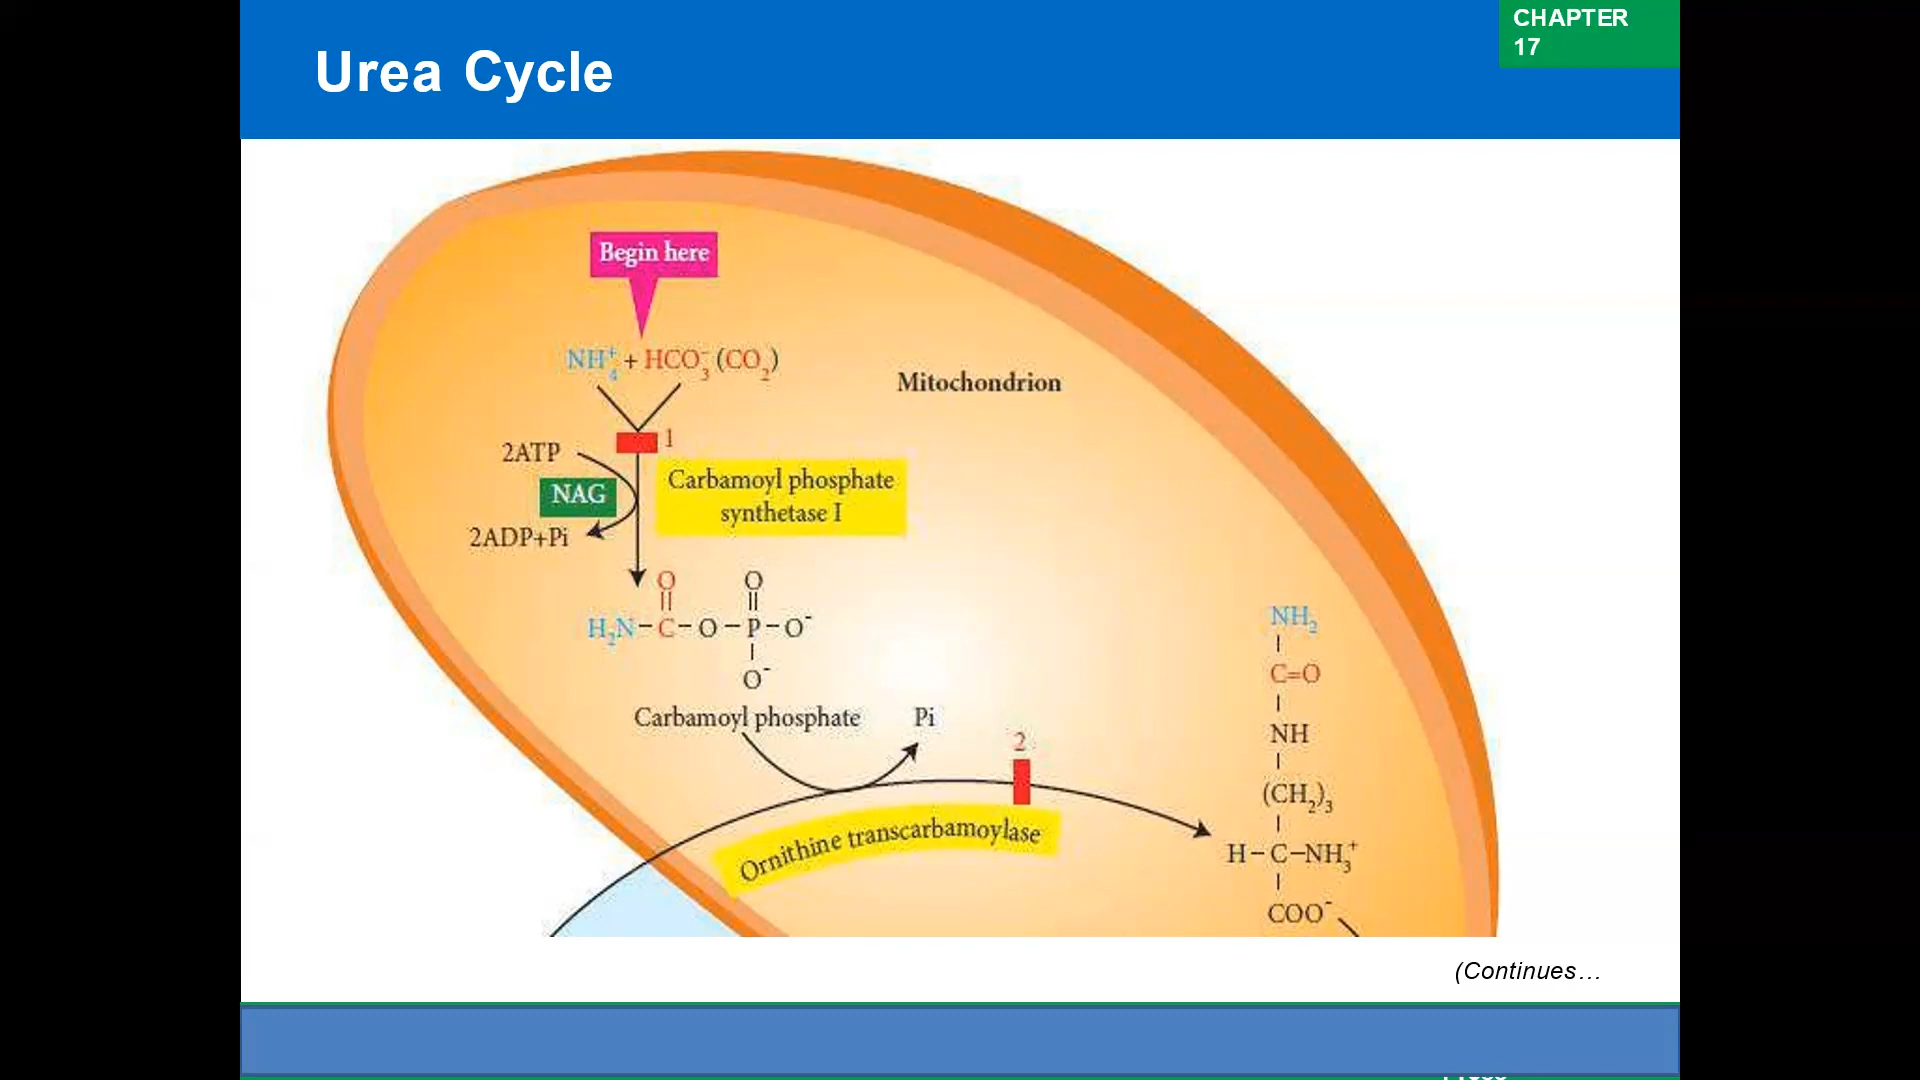 CHAPTER
17
Urea Cycle
Begin here
NH₄⁺ + HCO₃⁻ (CO₂)
Mitochondrion
1
2ATP
NAG
2ADP+Pi
Carbamoyl phosphate
synthetase I
O O
H₂N–C–O–P–O⁻
O⁻
Carbamoyl phosphate
Pi
2
Ornithine transcarbamoylase
NH₂
C=O
NH
(CH₂)₃
H–C–NH₃⁺
COO⁻
(Continues…